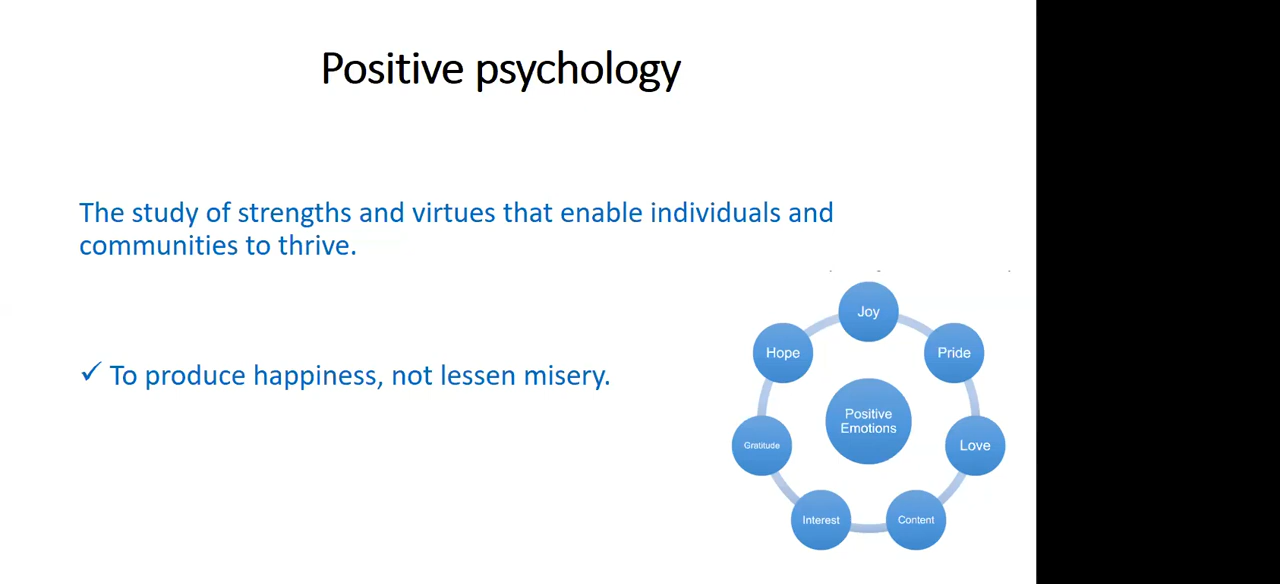 Positive psychology
The study of strengths and virtues that enable individuals and
communities to thrive.
✓ To produce happiness, not lessen misery.
Joy
Hope
Pride
Positive
Emotions
Gratitude
Love
Interest
Content